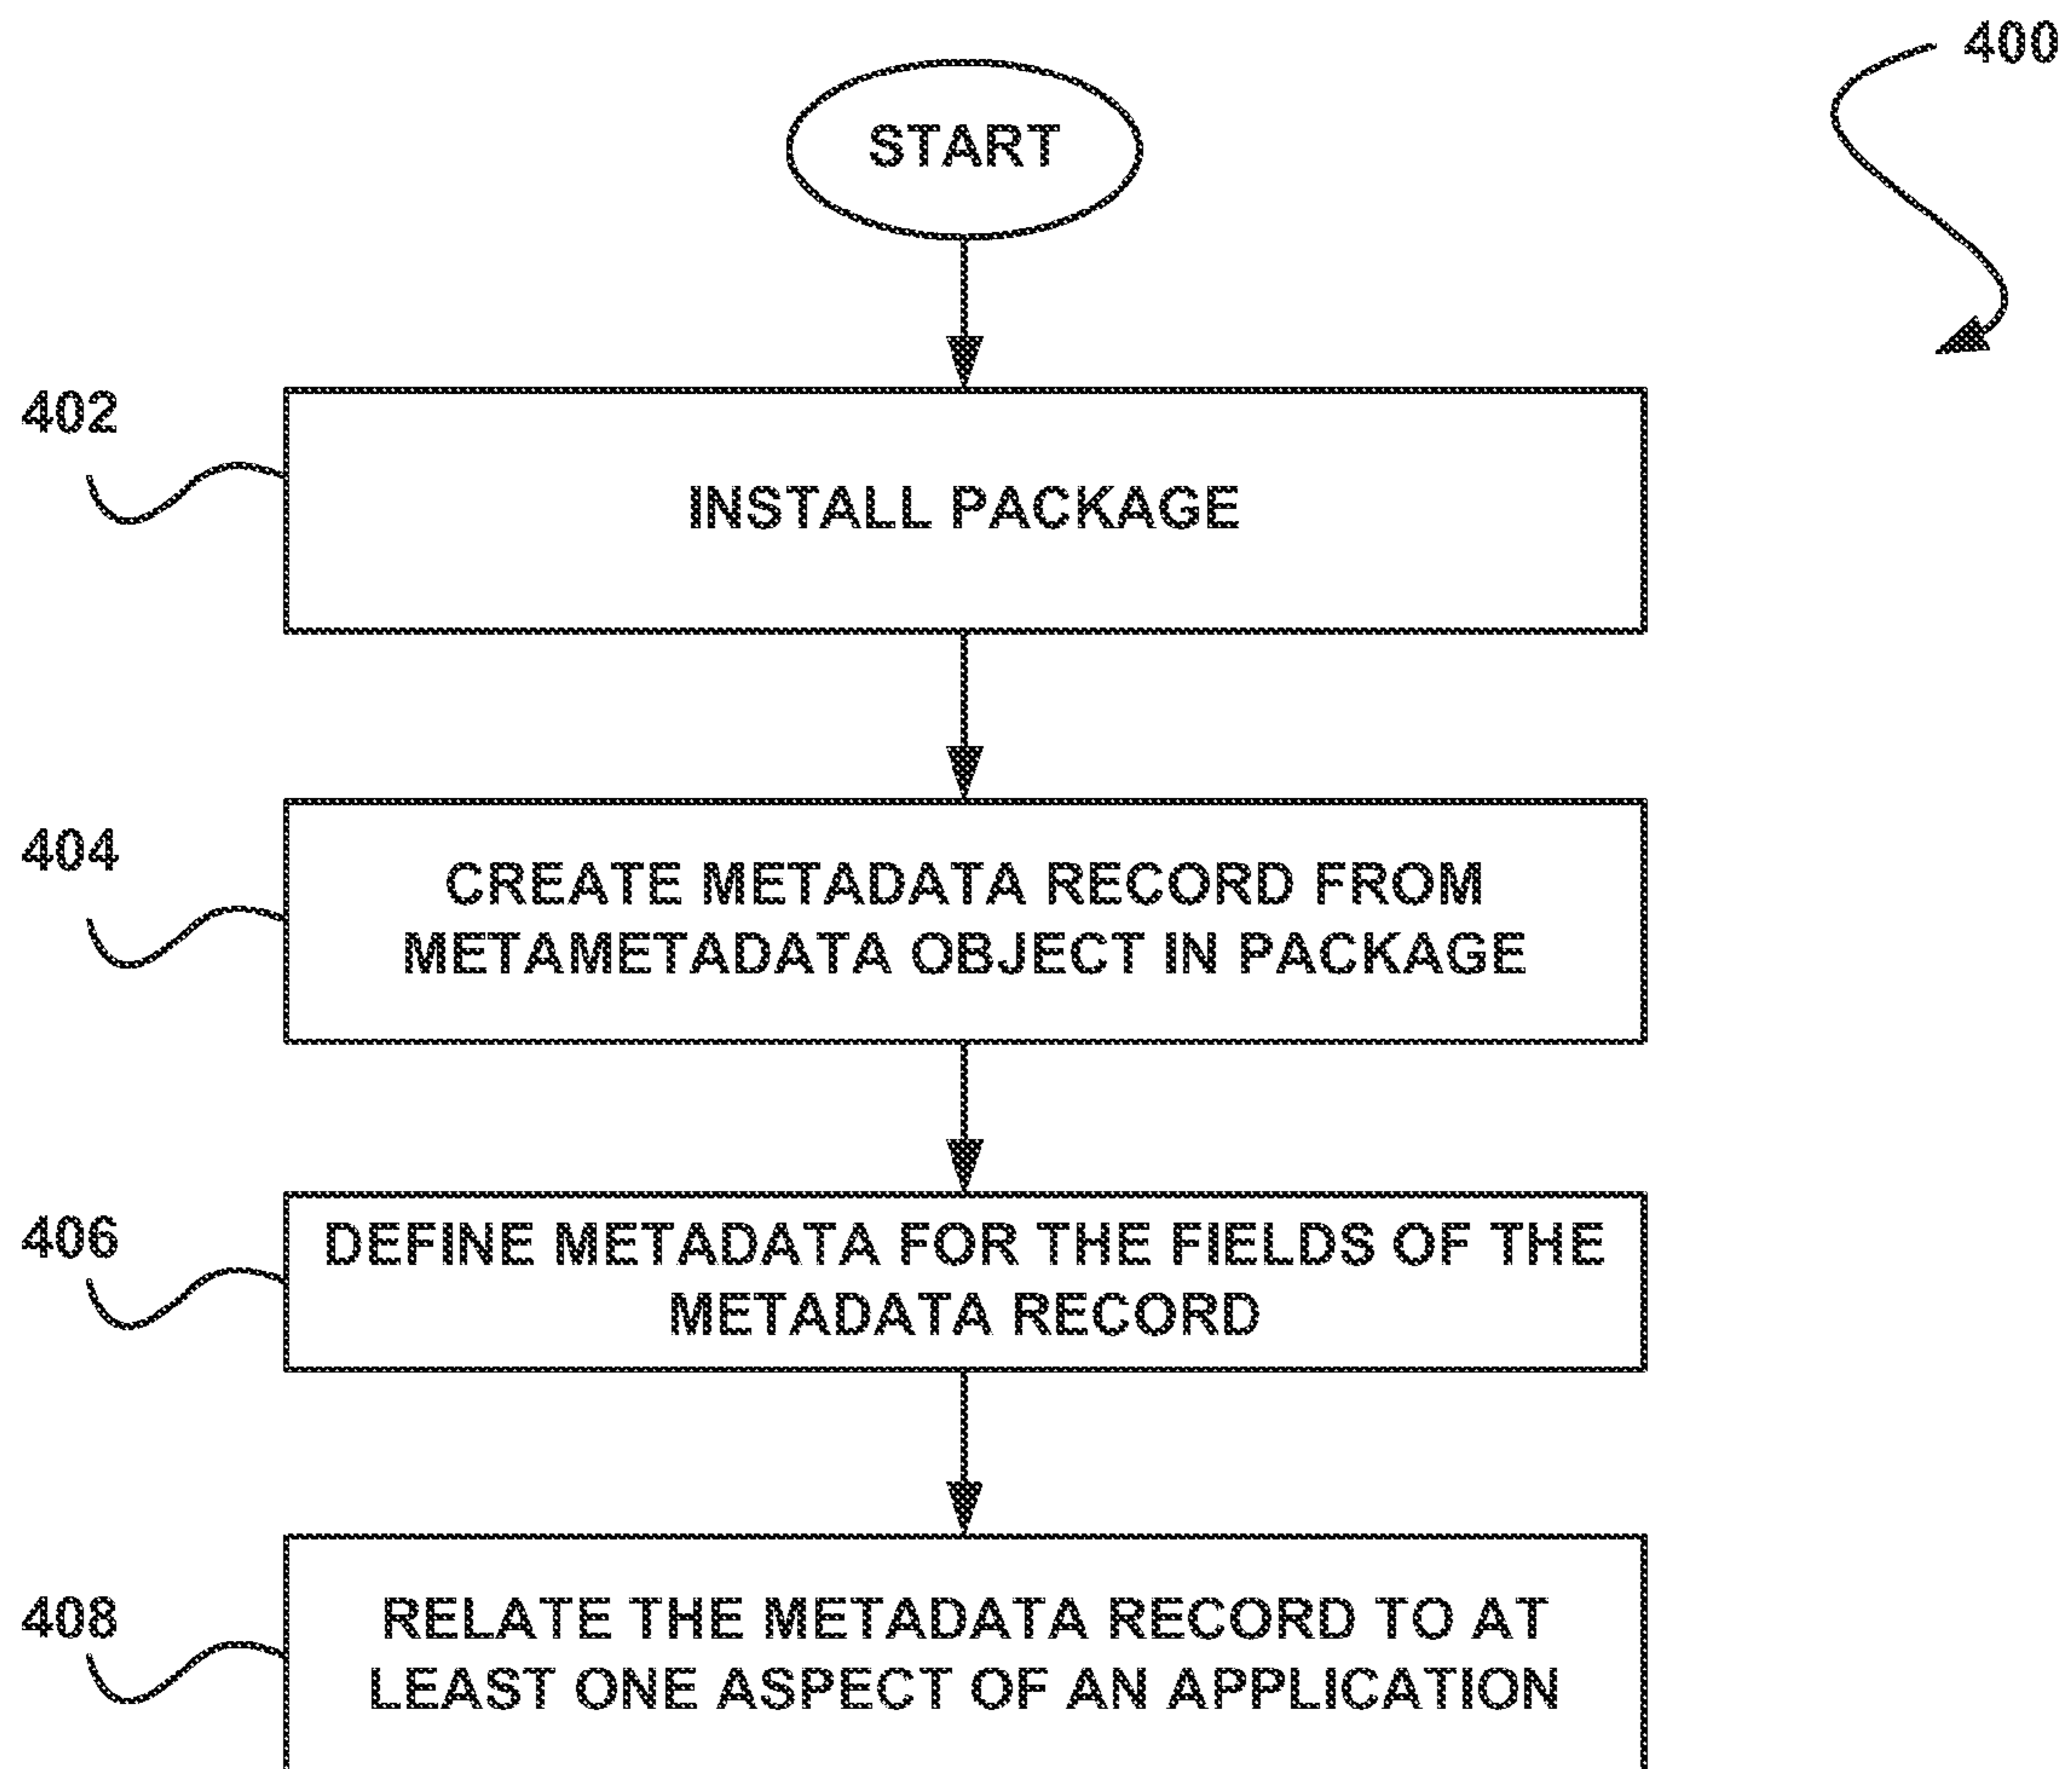 400
START
402
INSTALL PACKAGE
404
CREATE METADATA RECORD FROM
METAMETADATA OBJECT IN PACKAGE
406
DEFINE METADATA FOR THE FIELDS OF THE
METADATA RECORD
408
RELATE THE METADATA RECORD TO AT
LEAST ONE ASPECT OF AN APPLICATION